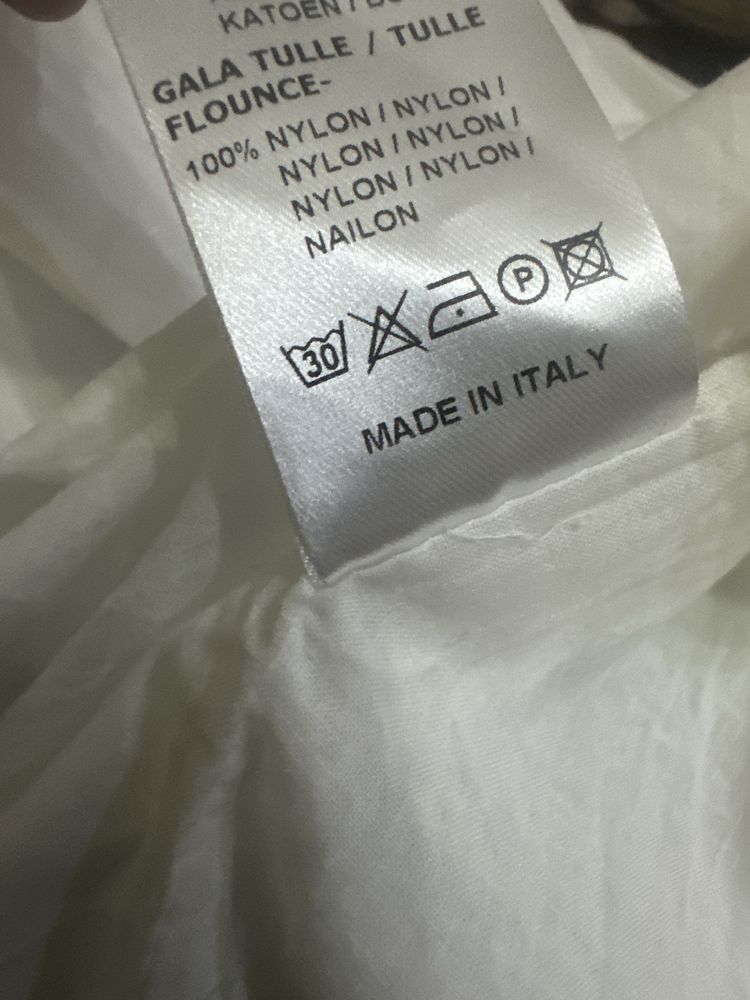 KATOEN /
GALA TULLE / TULLE
FLOUNCE-
100% NYLON / NYLON /
NYLON / NYLON /
NYLON / NYLON /
NAILON
30 P
MADE IN ITALY